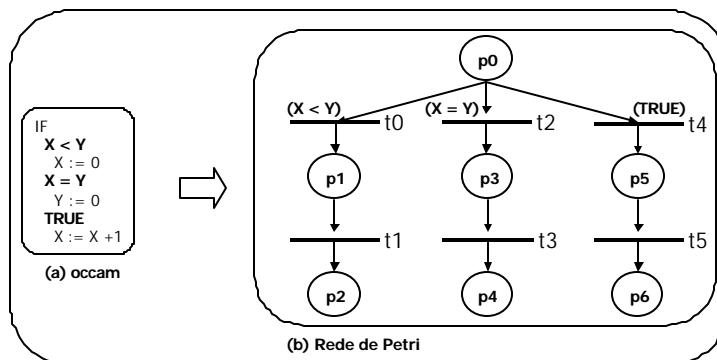 IF
X < Y
X := 0
X = Y
Y := 0
TRUE
X := X +1
(a) occam
p0
(X < Y) (X = Y) (TRUE)
t0 t2 t4
p1 p3 p5
t1 t3 t5
p2 p4 p6
(b) Rede de Petri